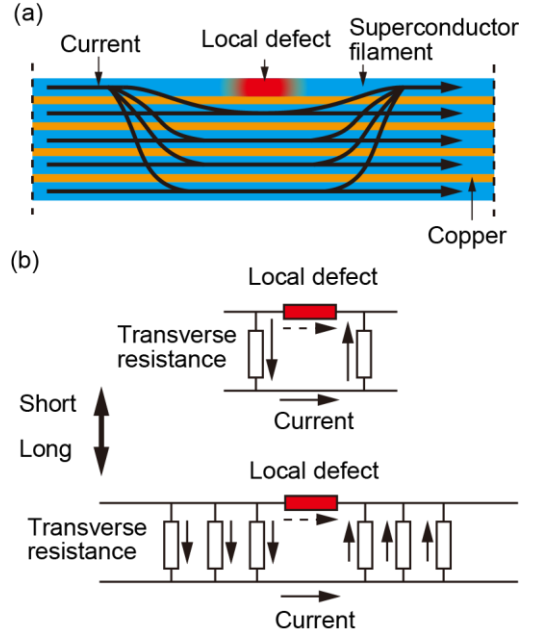 (a)
Current
Local defect
Superconductor
filament
Copper
(b)
Local defect
Transverse
resistance
Current
Short
Long
Local defect
Transverse
resistance
Current